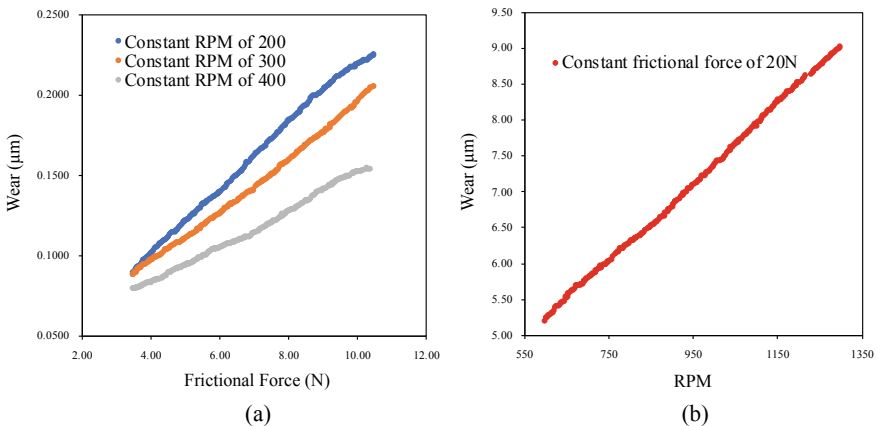 0.2500
0.2000
0.1500
0.1000
0.0500
Wear (μm)
Constant RPM of 200
Constant RPM of 300
Constant RPM of 400
2.00 4.00 6.00 8.00 10.00 12.00
Frictional Force (N)
(a)
9.00
8.50
8.00
7.50
7.00
6.50
6.00
5.50
5.00
Wear (μm)
Constant frictional force of 20N
550 750 950 1150 1350
RPM
(b)